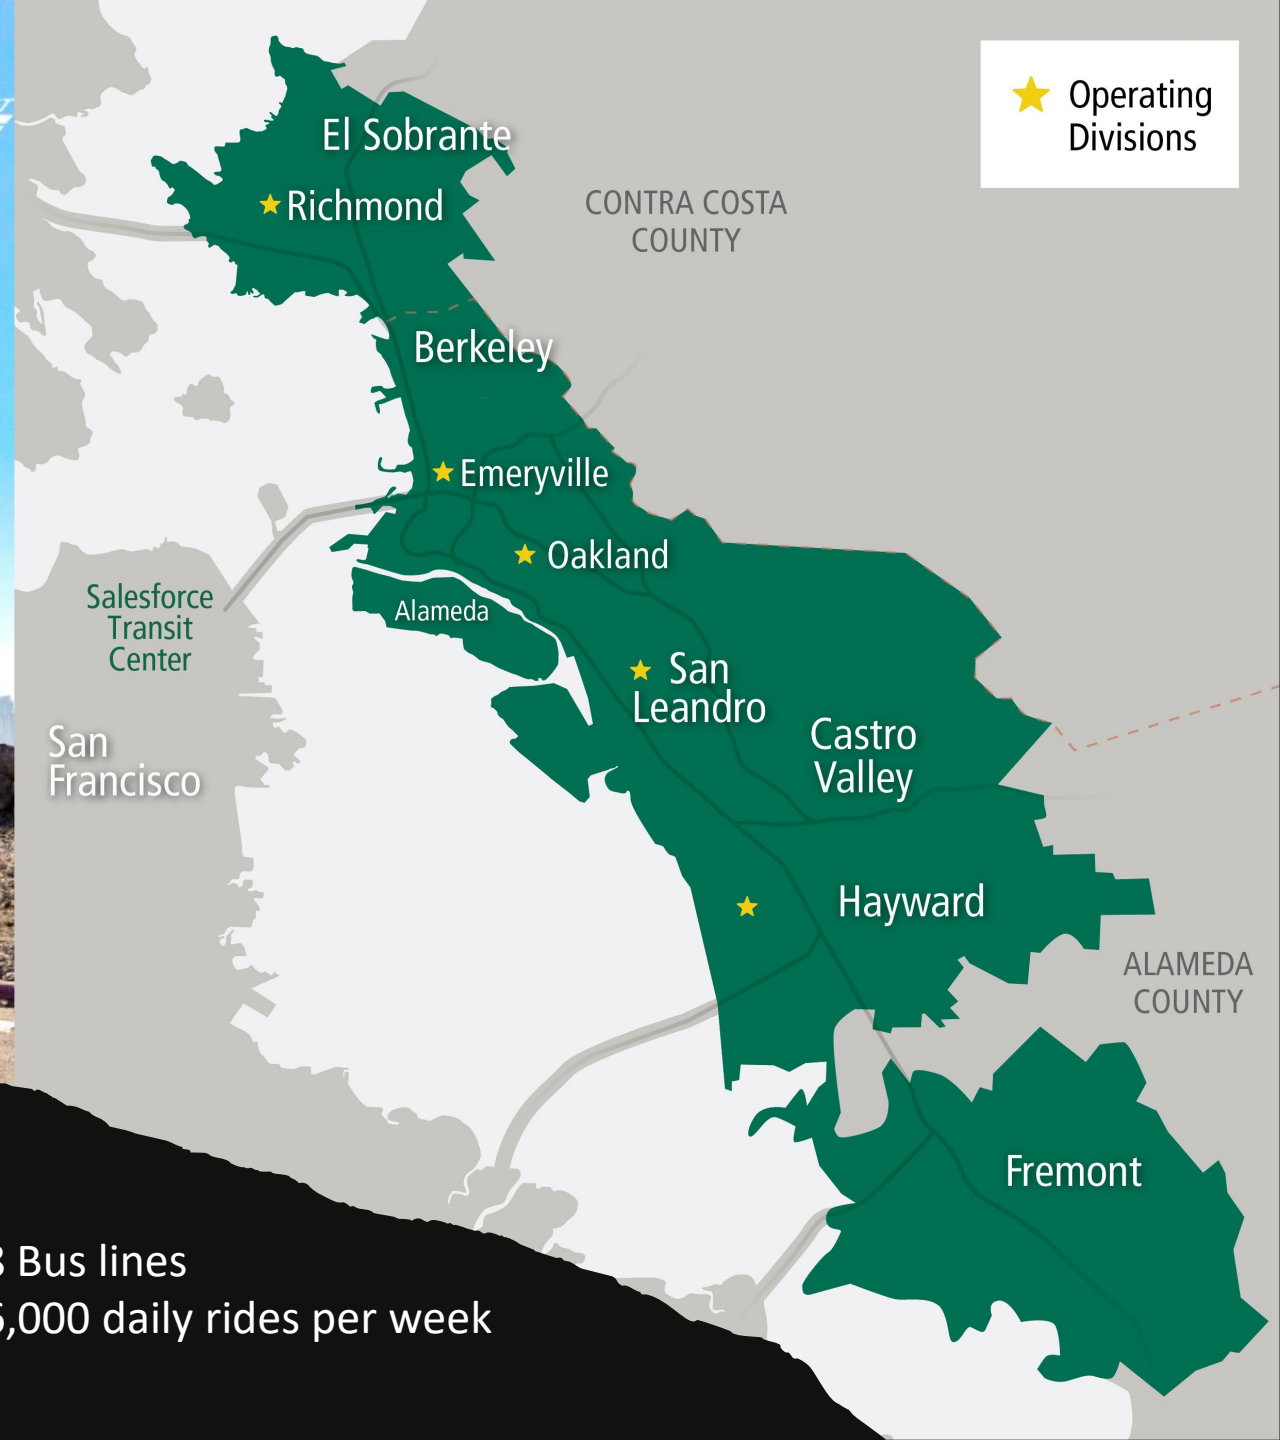 Operating
Divisions
El Sobrante
Richmond
CONTRA COSTA
COUNTY
Berkeley
Emeryville
Oakland
Salesforce
Transit
Center
Alameda
San
Leandro
San
Francisco
Castro
Valley
Hayward
ALAMEDA
COUNTY
Fremont
Bus lines
,000 daily rides per week